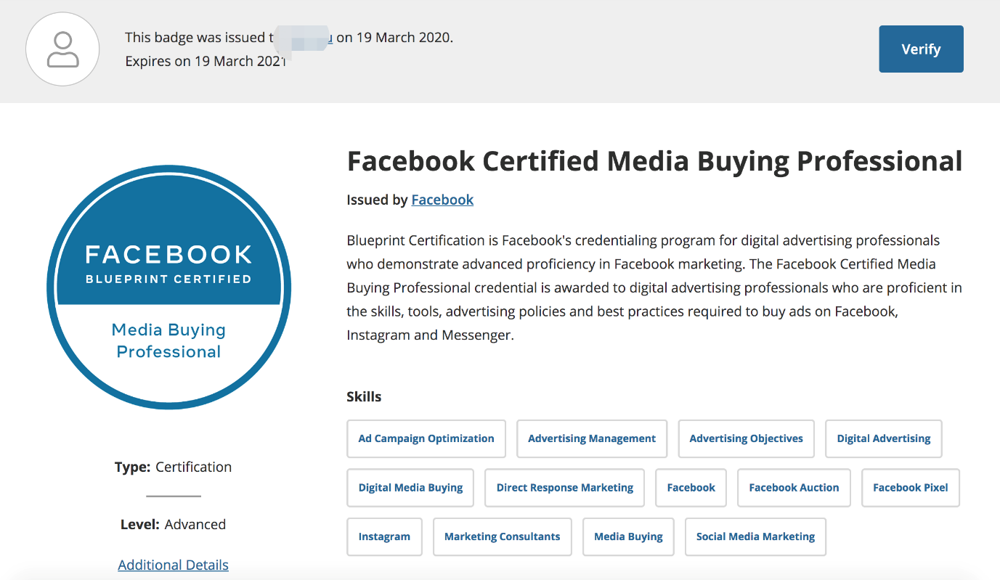 This badge was issued on 19 March 2020.
Expires on 19 March 2021
Verify
FACEBOOK
BLUEPRINT CERTIFIED
Media Buying
Professional
Type: Certification
Level: Advanced
Additional Details
Facebook Certified Media Buying Professional
Issued by Facebook
Blueprint Certification is Facebook's credentialing program for digital advertising professionals
who demonstrate advanced proficiency in Facebook marketing. The Facebook Certified Media
Buying Professional credential is awarded to digital advertising professionals who are proficient in
the skills, tools, advertising policies and best practices required to buy ads on Facebook,
Instagram and Messenger.
Skills
Ad Campaign Optimization Advertising Management Advertising Objectives Digital Advertising
Digital Media Buying Direct Response Marketing Facebook Facebook Auction Facebook Pixel
Instagram Marketing Consultants Media Buying Social Media Marketing